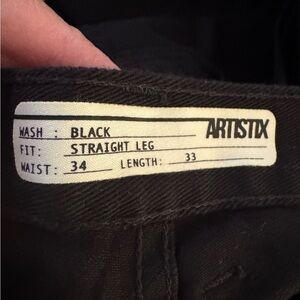 ARTISTIX
WASH : BLACK
FIT: STRAIGHT LEG
WAIST: 34 LENGTH: 33